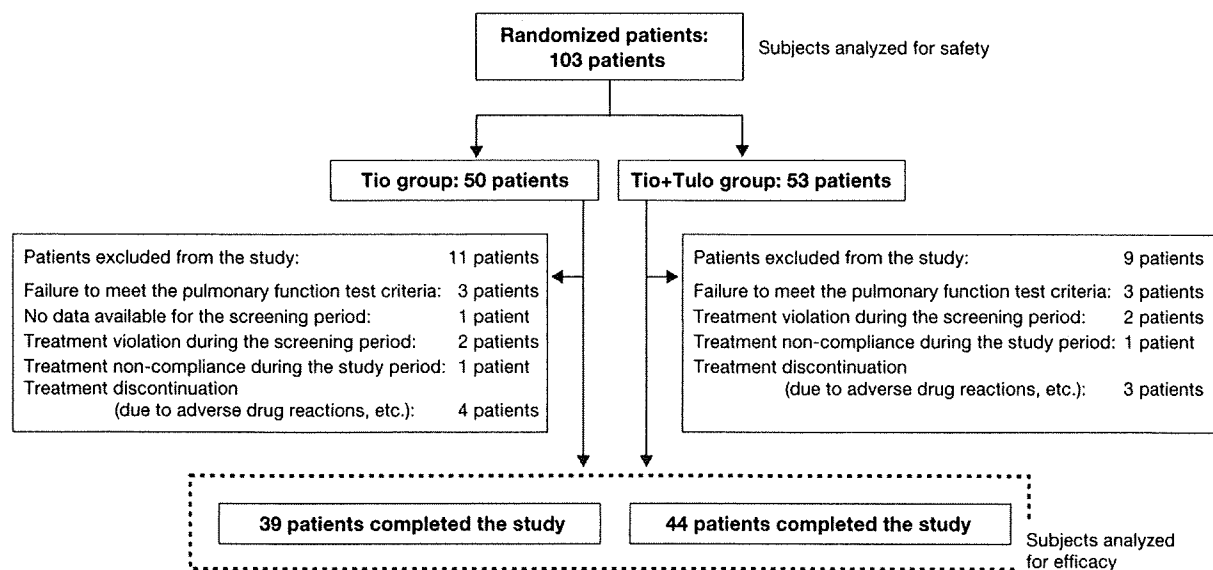 Randomized patients:
103 patients
Subjects analyzed for safety
Tio group: 50 patients
Tio+Tulo group: 53 patients
Patients excluded from the study: 11 patients
Failure to meet the pulmonary function test criteria: 3 patients
No data available for the screening period: 1 patient
Treatment violation during the screening period: 2 patients
Treatment non-compliance during the study period: 1 patient
Treatment discontinuation
(due to adverse drug reactions, etc.): 4 patients
Patients excluded from the study: 9 patients
Failure to meet the pulmonary function test criteria: 3 patients
Treatment violation during the screening period: 2 patients
Treatment non-compliance during the study period: 1 patient
Treatment discontinuation
(due to adverse drug reactions, etc.): 3 patients
39 patients completed the study
44 patients completed the study
Subjects analyzed
for efficacy